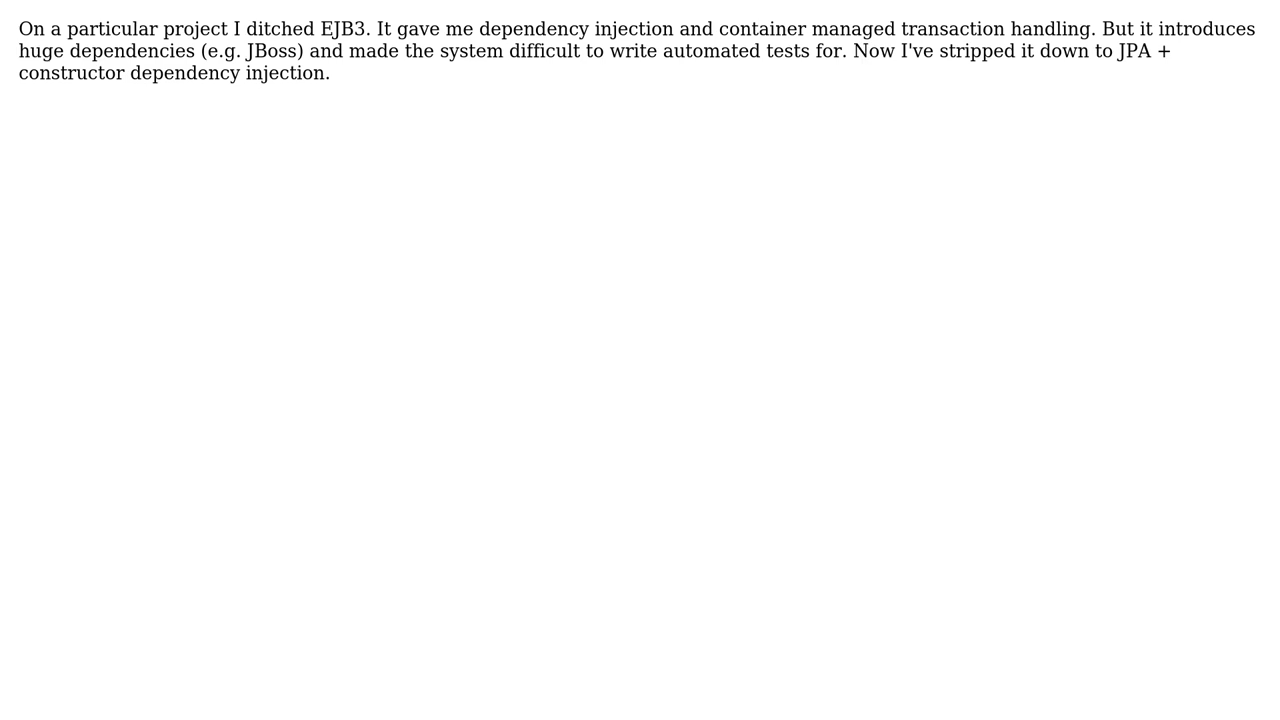 On a particular project I ditched EJB3. It gave me dependency injection and container managed transaction handling. But it introduces
huge dependencies (e.g. JBoss) and made the system difficult to write automated tests for. Now I've stripped it down to JPA +
constructor dependency injection.